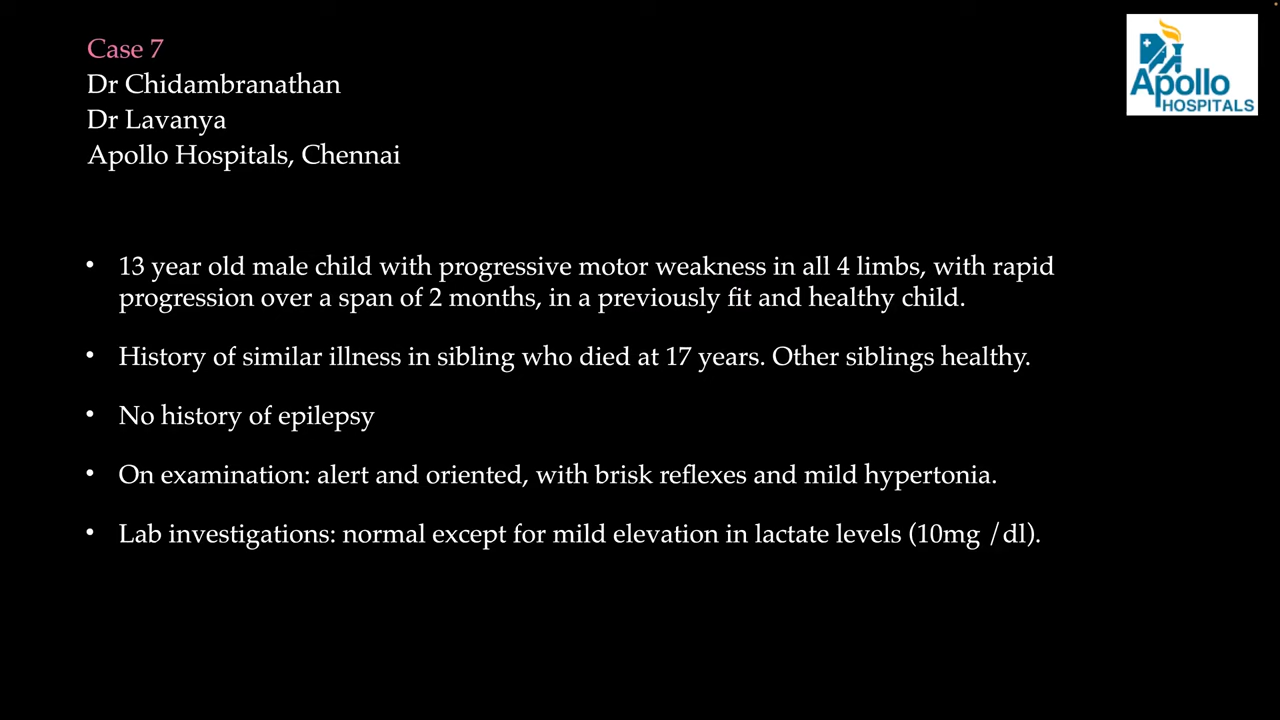 Case 7
Dr Chidambranathan
Dr Lavanya
Apollo Hospitals, Chennai
Apollo
HOSPITALS
• 13 year old male child with progressive motor weakness in all 4 limbs, with rapid
progression over a span of 2 months, in a previously fit and healthy child.
• History of similar illness in sibling who died at 17 years. Other siblings healthy.
• No history of epilepsy
• On examination: alert and oriented, with brisk reflexes and mild hypertonia.
• Lab investigations: normal except for mild elevation in lactate levels (10mg /dl).